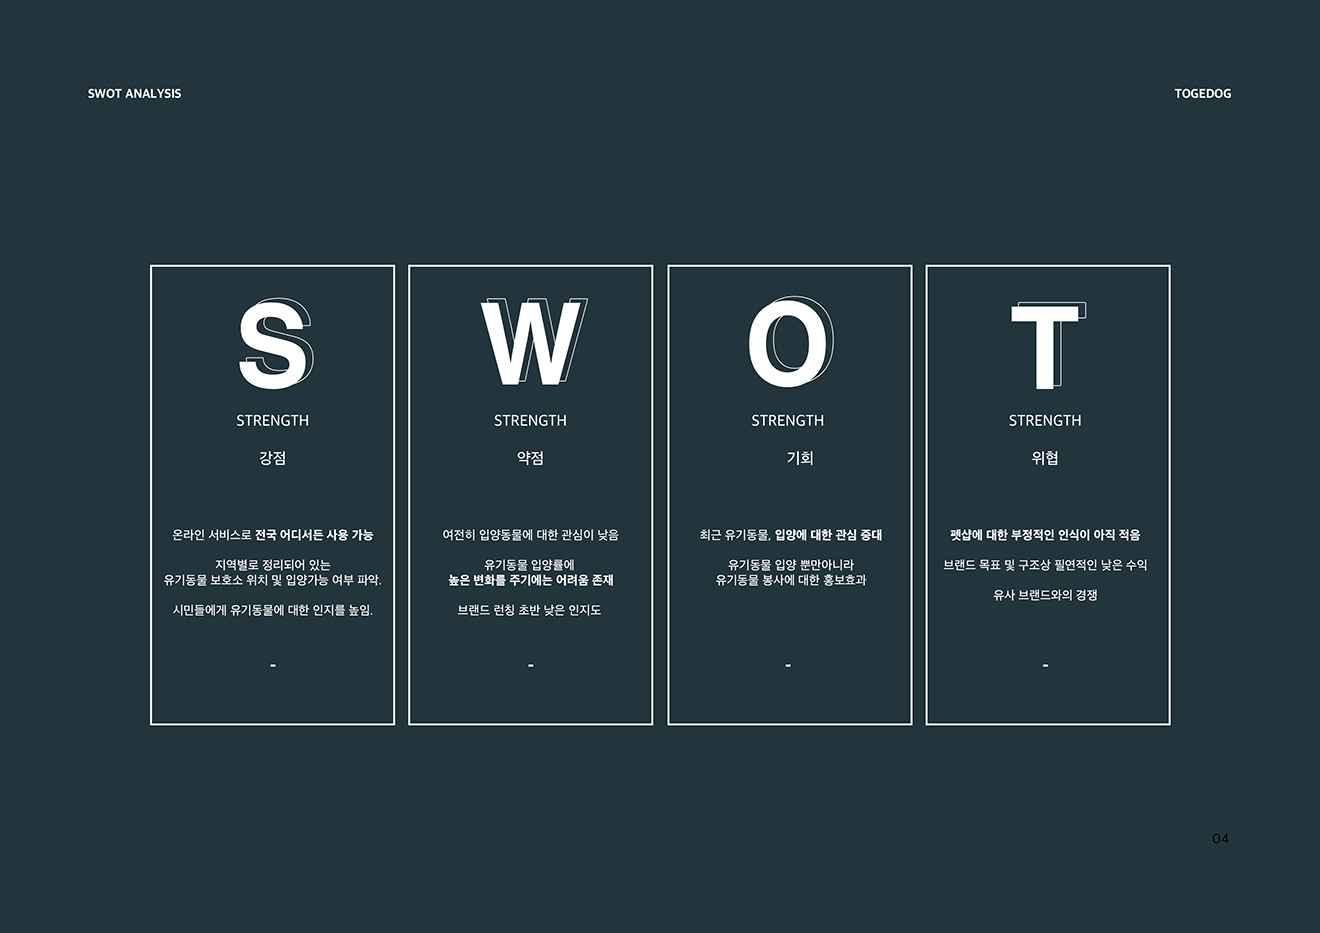 SWOT ANALYSIS
TOGEDOG
S
STRENGTH
강점
온라인 서비스로 전국 어디서든 사용 가능
지역별로 정리되어 있는
유기동물 보호소 위치 및 입양가능 여부 파악.
시민들에게 유기동물에 대한 인지를 높임.
-
W
STRENGTH
약점
여전히 입양동물에 대한 관심이 낮음
유기동물 입양률에
높은 변화를 주기에는 어려움 존재
브랜드 런칭 초반 낮은 인지도
-
O
STRENGTH
기회
최근 유기동물, 입양에 대한 관심 증대
유기동물 입양 뿐만아니라
유기동물 봉사에 대한 홍보효과
-
T
STRENGTH
위협
펫샵에 대한 부정적인 인식이 아직 적음
브랜드 목표 및 구조상 필연적인 낮은 수익
유사 브랜드와의 경쟁
-
04